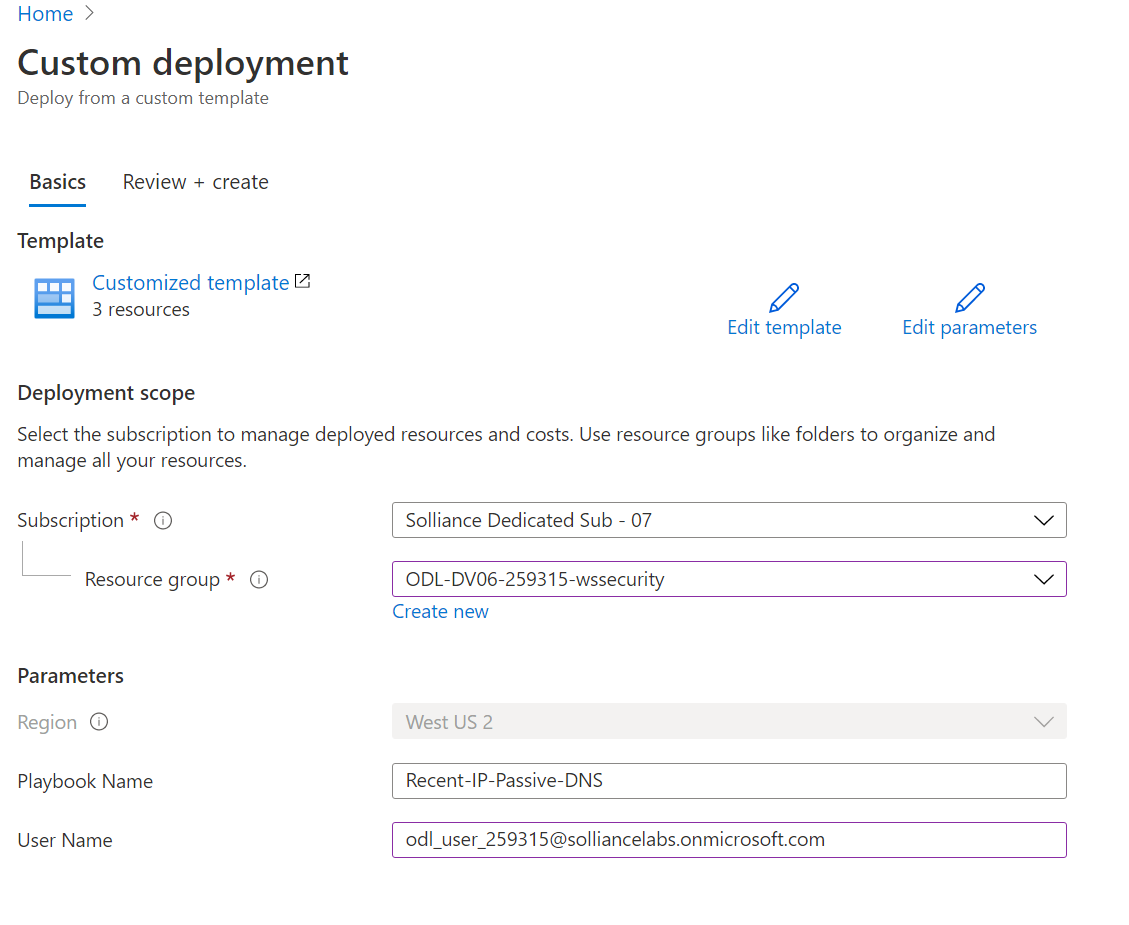 Home
Custom deployment
Deploy from a custom template
Basics
Review + create
Template
Customized template
3 resources
Edit template
Edit parameters
Deployment scope
Select the subscription to manage deployed resources and costs. Use resource groups like folders to organize and
manage all your resources.
Subscription *
Solliance Dedicated Sub - 07
Resource group *
ODL-DV06-259315-wssecurity
Create new
Parameters
Region
West US 2
Playbook Name
Recent-IP-Passive-DNS
User Name
odl_user_259315@solliancelabs.onmicrosoft.com